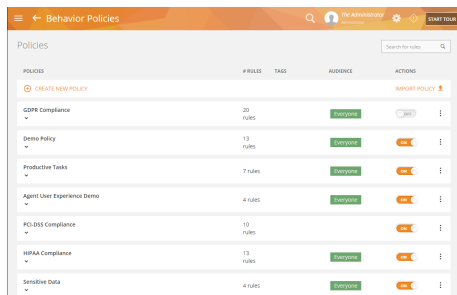 Behavior Policies
The Administrator
START TOUR
Policies
Search for rules
POLICIES # RULES TAGS AUDIENCE ACTIONS
CREATE NEW POLICY IMPORT POLICY
GDPR Compliance 20 rules Everyone OFF
Demo Policy 13 rules Everyone ON
Productive Tasks 7 rules Everyone ON
Agent User Experience Demo 4 rules Everyone ON
PCI-DSS Compliance 10 rules ON
HIPAA Compliance 13 rules Everyone ON
Sensitive Data 4 rules Everyone ON